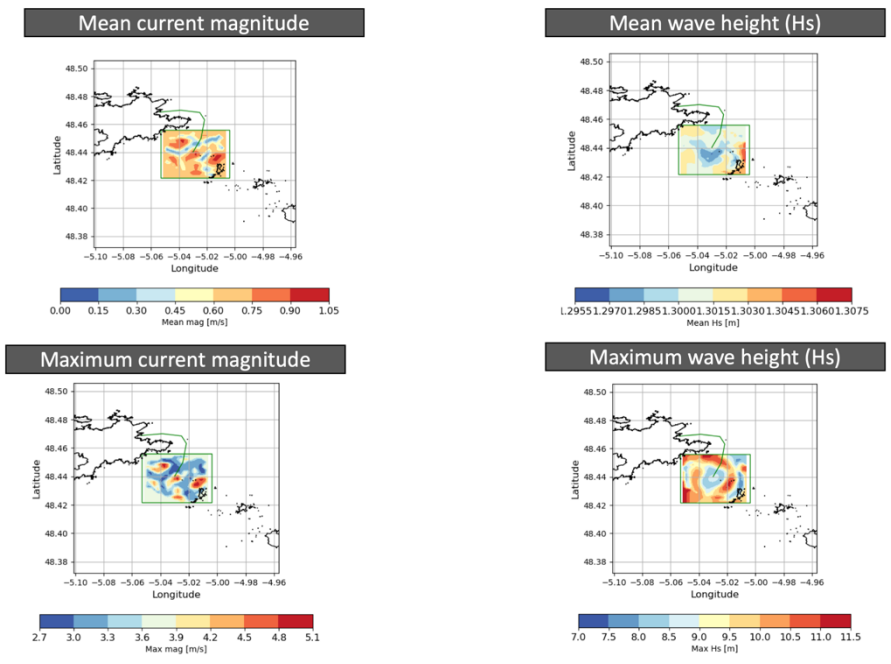 Mean current magnitude
Mean wave height (Hs)
48.50
48.48
48.46
48.44
48.42
48.40
48.38
Latitude
−5.10 −5.08 −5.06 −5.04 −5.02 −5.00 −4.98 −4.96
Longitude
0.00 0.15 0.30 0.45 0.60 0.75 0.90 1.05
Mean mag [m/s]
48.50
48.48
48.46
48.44
48.42
48.40
48.38
Latitude
−5.10 −5.08 −5.06 −5.04 −5.02 −5.00 −4.98 −4.96
Longitude
1.2955 1.2970 1.2985 1.3000 1.3015 1.3030 1.3045 1.3060 1.3075
Mean Hs [m]
Maximum current magnitude
Maximum wave height (Hs)
48.50
48.48
48.46
48.44
48.42
48.40
48.38
Latitude
−5.10 −5.08 −5.06 −5.04 −5.02 −5.00 −4.98 −4.96
Longitude
2.7 3.0 3.3 3.6 3.9 4.2 4.5 4.8 5.1
Max mag [m/s]
48.50
48.48
48.46
48.44
48.42
48.40
48.38
Latitude
−5.10 −5.08 −5.06 −5.04 −5.02 −5.00 −4.98 −4.96
Longitude
7.0 7.5 8.0 8.5 9.0 9.5 10.0 10.5 11.0 11.5
Max Hs [m]